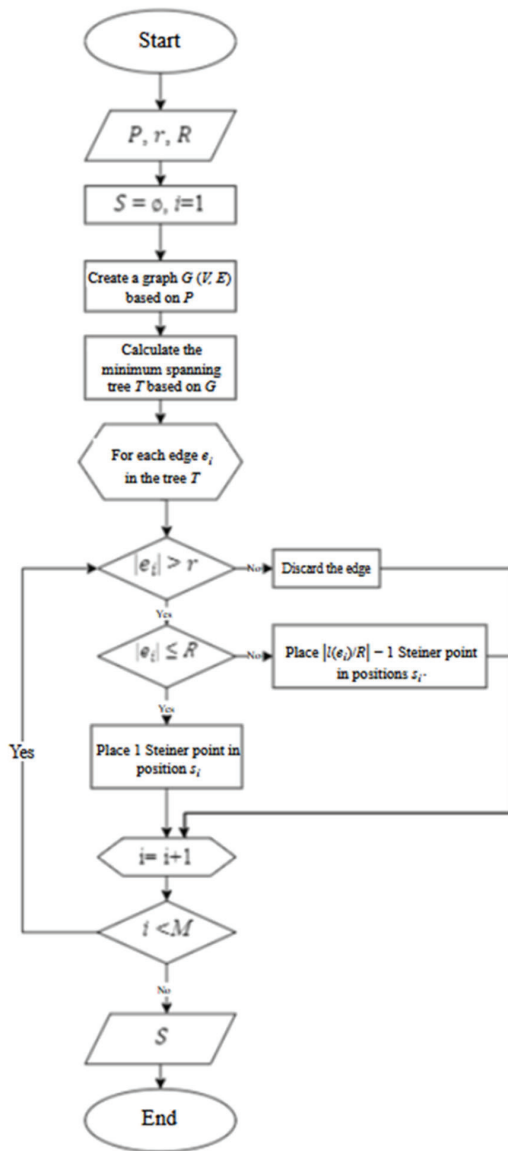 Start
P, r, R
S = ø, i=1
Create a graph G (V, E)
based on P
Calculate the
minimum spanning
tree T based on G
For each edge e_i
in the tree T
|e_i| > r
No
Discard the edge
Yes
|e_i| ≤ R
No
Place |l(e_i)/R| − 1 Steiner point
in positions s_i.
Yes
Yes
Place 1 Steiner point in
position s_i
i= i+1
i <M
No
S
End